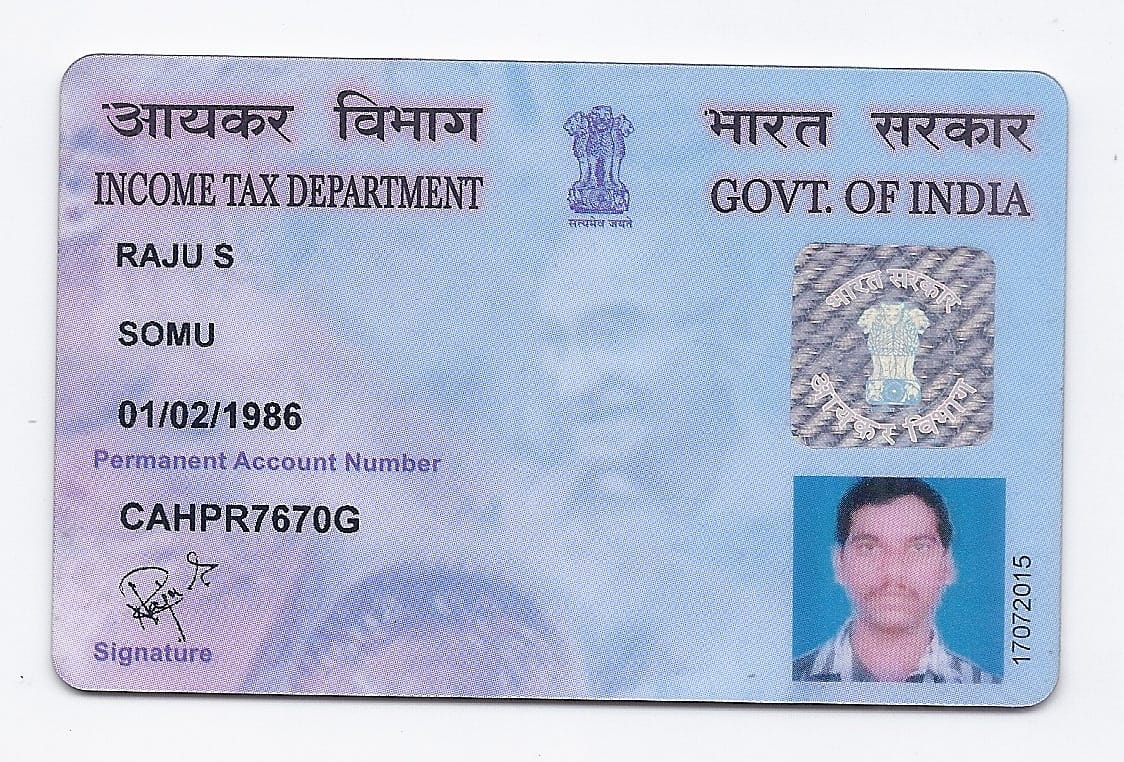 आयकर विभाग
INCOME TAX DEPARTMENT
भारत सरकार
GOVT. OF INDIA
सत्यमेव जयते
RAJU S
SOMU
01/02/1986
Permanent Account Number
CAHPR7670G
Raju S
Signature
भारत सरकार
आयकर विभाग
17072015